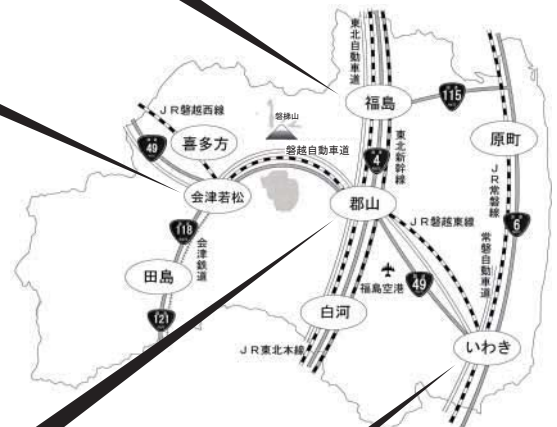 東北自動車道
福島
115
ＪＲ磐越西線
磐梯山
原町
49
喜多方
磐越自動車道
4
東北新幹線
会津若松
郡山
ＪＲ常磐線
ＪＲ磐越東線
6
118
会津鉄道
常磐自動車道
田島
福島空港
49
白河
121
いわき
ＪＲ東北本線